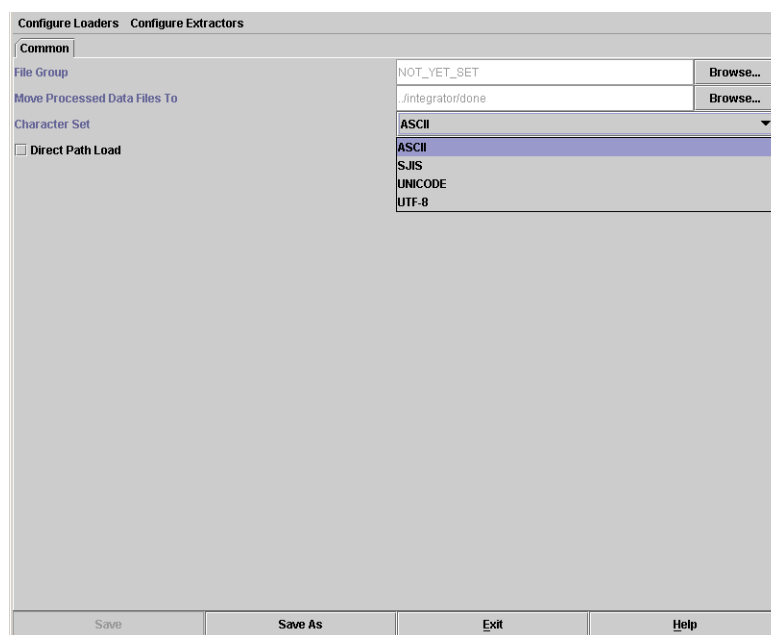 Configure Loaders Configure Extractors
Common
File Group NOT_YET_SET Browse...
Move Processed Data Files To ../integrator/done Browse...
Character Set ASCII
Direct Path Load ASCII
SJIS
UNICODE
UTF-8
Save Save As Exit Help